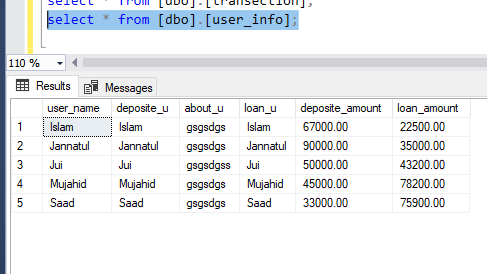 select * from [dbo].[transection];
select * from [dbo].[user_info];
110 %
Results Messages
user_name deposite_u about_u loan_u deposite_amount loan_amount
1 Islam Islam gsgsdgs Islam 67000.00 22500.00
2 Jannatul Jannatul gsgsdgs Jannatul 90000.00 35000.00
3 Jui Jui gsgsdgss Jui 50000.00 43200.00
4 Mujahid Mujahid gsgsdgs Mujahid 45000.00 78200.00
5 Saad Saad gsgsdgs Saad 33000.00 75900.00